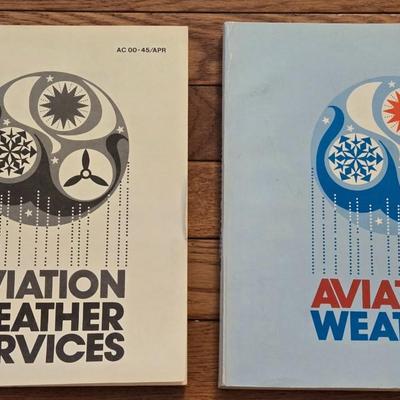 AC 00-45/APR
VIATION
EATHER
RVICES
AVIAT
WEAT